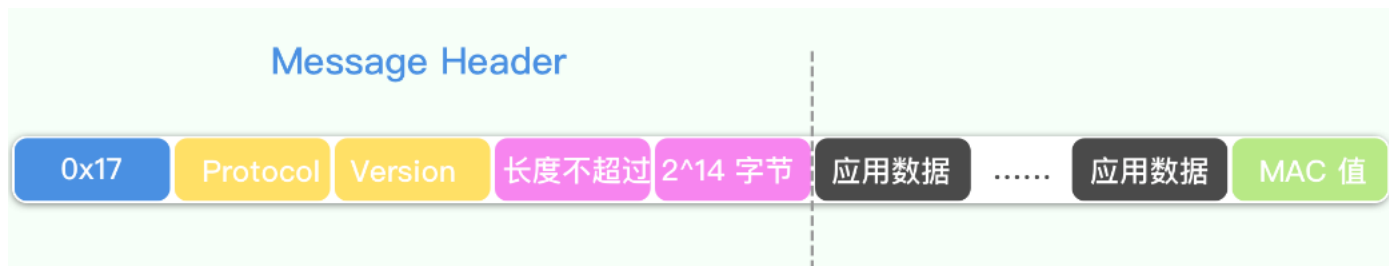 Message Header
0x17 Protocol Version 长度不超过 2^14 字节 应用数据 …… 应用数据 MAC 值